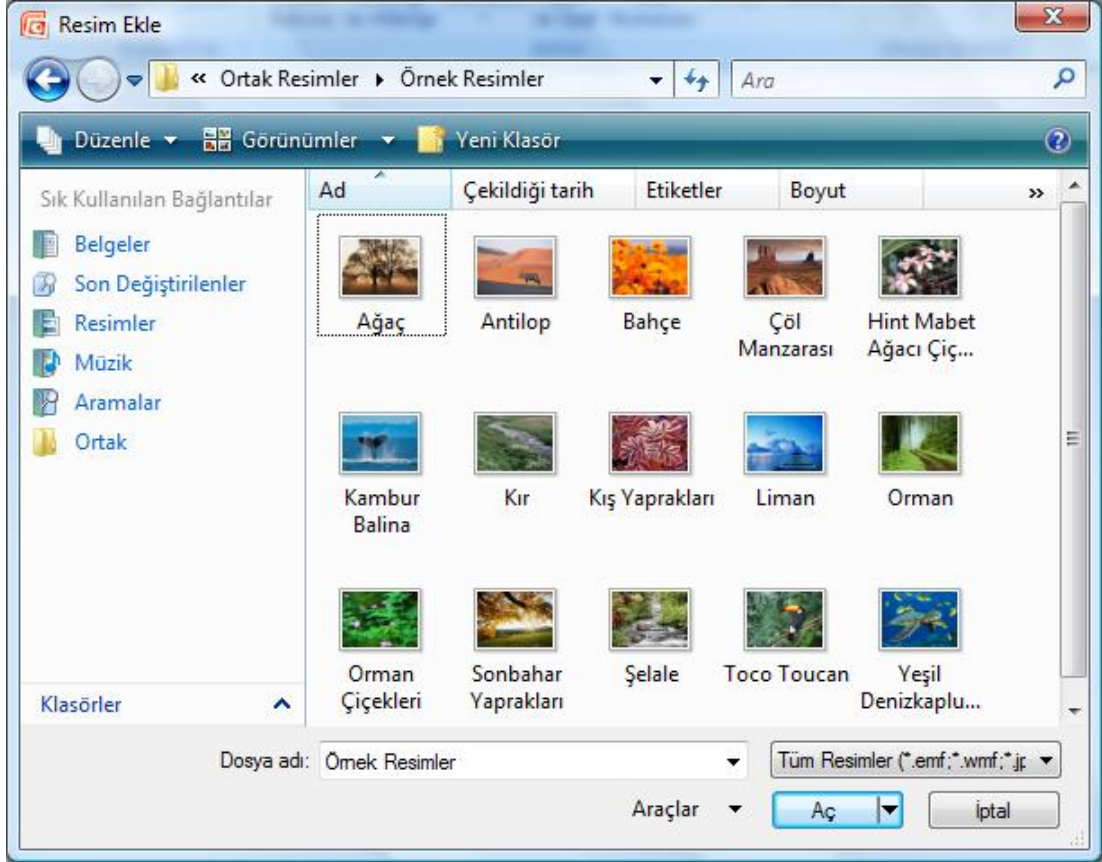 Resim Ekle
« Ortak Resimler Örnek Resimler
Ara
Düzenle Görünümler Yeni Klasör
Sık Kullanılan Bağlantılar
Belgeler
Son Değiştirilenler
Resimler
Müzik
Aramalar
Ortak
Klasörler
Ad Çekildiği tarih Etiketler Boyut »
Ağaç
Antilop
Bahçe
Çöl
Manzarası
Hint Mabet
Ağacı Çiç...
Kambur
Balina
Kır
Kış Yaprakları
Liman
Orman
Orman
Çiçekleri
Sonbahar
Yaprakları
Şelale
Toco Toucan
Yeşil
Denizkaplu...
Dosya adı: Örnek Resimler
Tüm Resimler (*.emf;*.wmf;*.jp
Araçlar
Aç
İptal